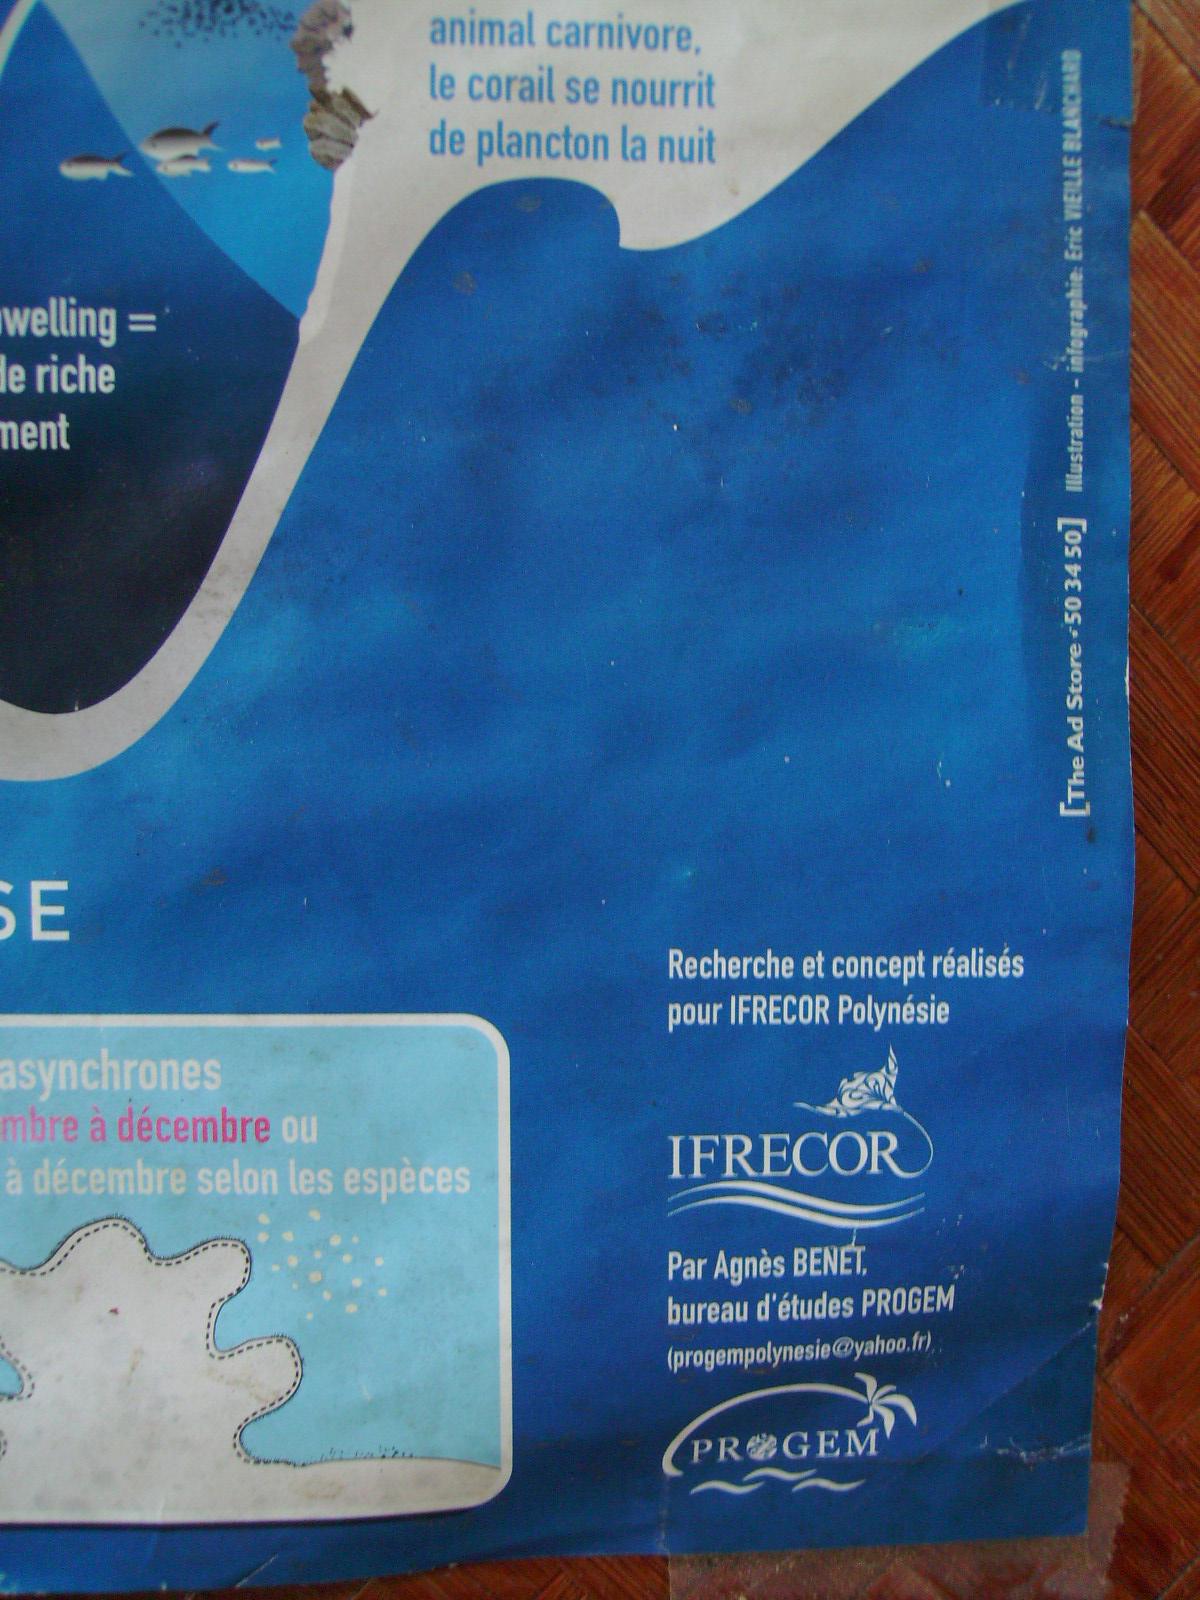 animal carnivore,
le corail se nourrit
de plancton la nuit
welling =
de riche
ment
SE
asynchrones
mbre à décembre ou
à décembre selon les espèces
Recherche et concept réalisés
pour IFRECOR Polynésie
IFRECOR
Par Agnès BENET,
bureau d'études PROGEM
(progempolynesie@yahoo.fr)
PROGEM
[The Ad Store • 50 34 50] Illustration - infographie: Eric VIEILLE BLANCHARD